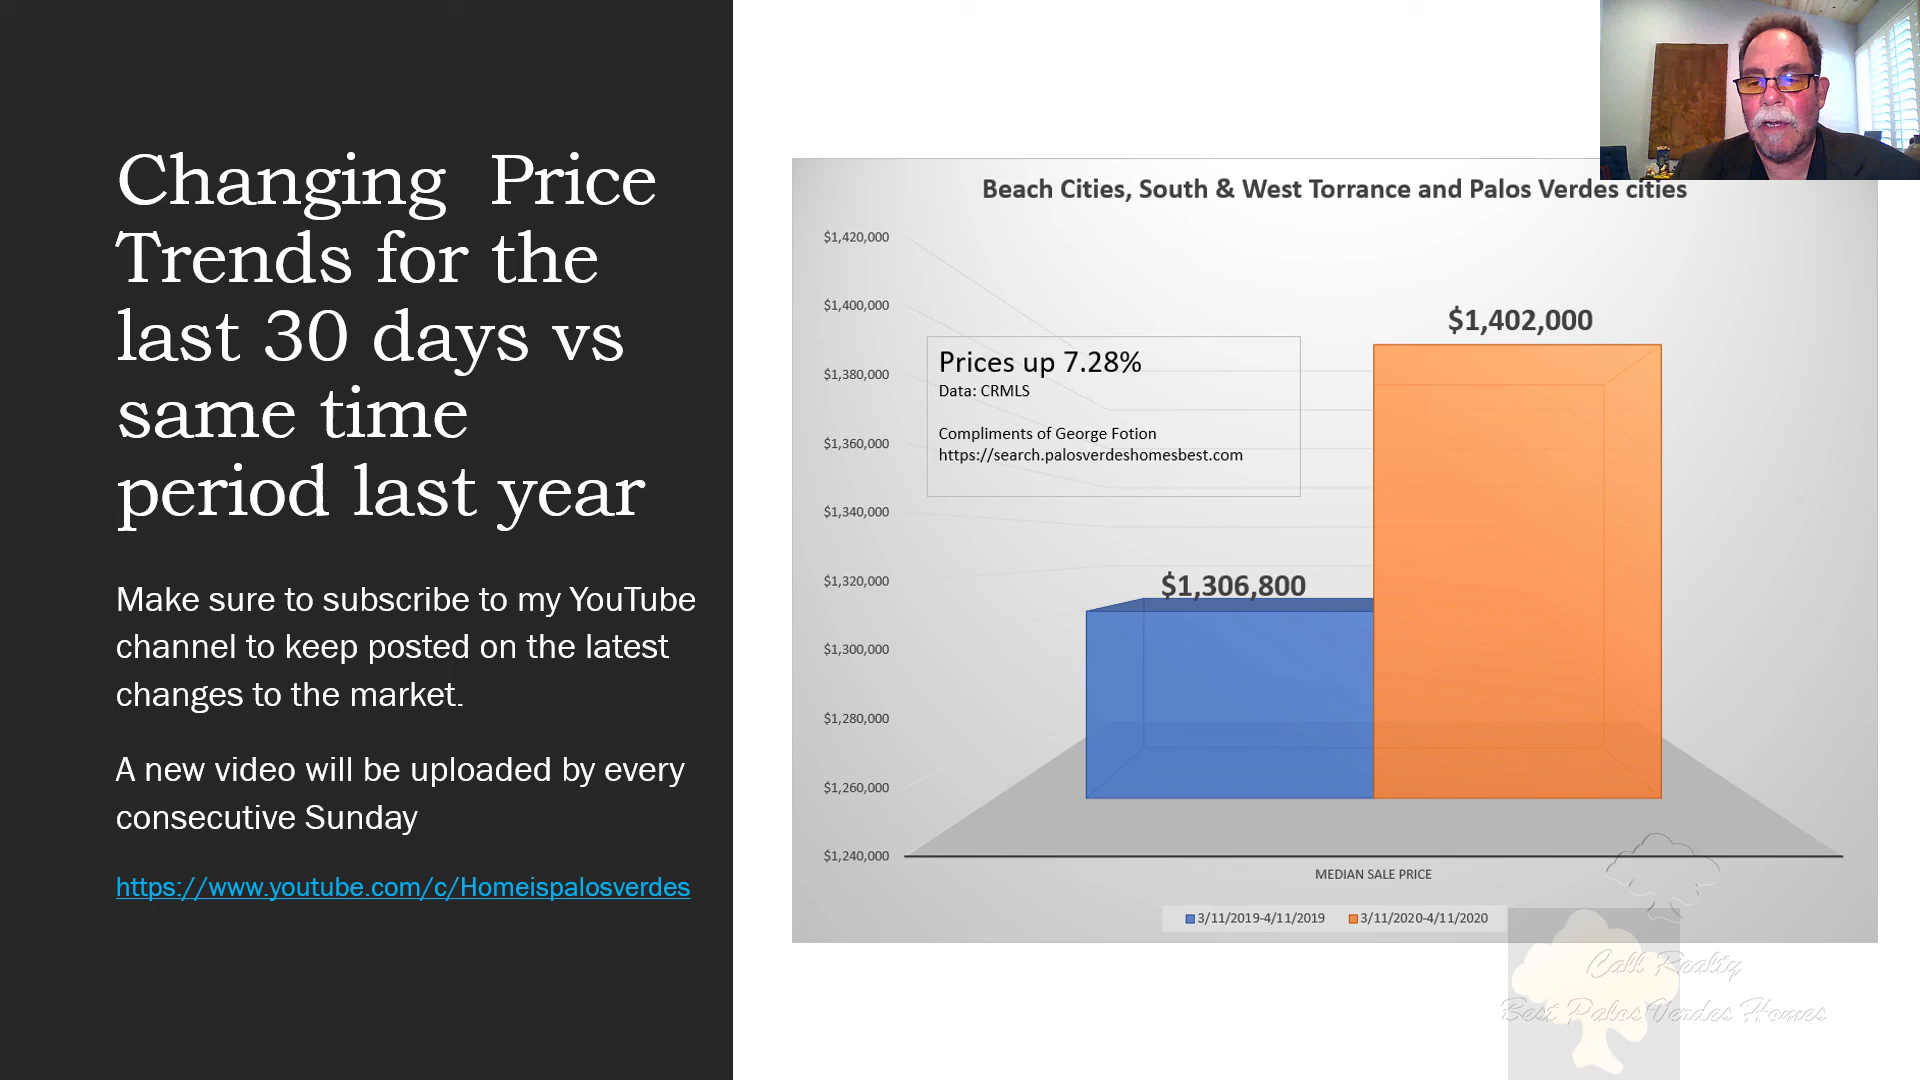 Changing  Price
Trends for the
last 30 days vs
same time
period last year
Make sure to subscribe to my YouTube
channel to keep posted on the latest
changes to the market.
A new video will be uploaded by every
consecutive Sunday
https://www.youtube.com/c/Homeispalosverdes
Beach Cities, South & West Torrance and Palos Verdes cities
$1,420,000
$1,400,000
$1,380,000
$1,360,000
$1,340,000
$1,320,000
$1,300,000
$1,280,000
$1,260,000
$1,240,000
Prices up 7.28%
Data: CRMLS
Compliments of George Fotion
https://search.palosverdeshomesbest.com
$1,306,800
$1,402,000
MEDIAN SALE PRICE
3/11/2019-4/11/2019
3/11/2020-4/11/2020
Call Realty
Best Palos Verdes Homes